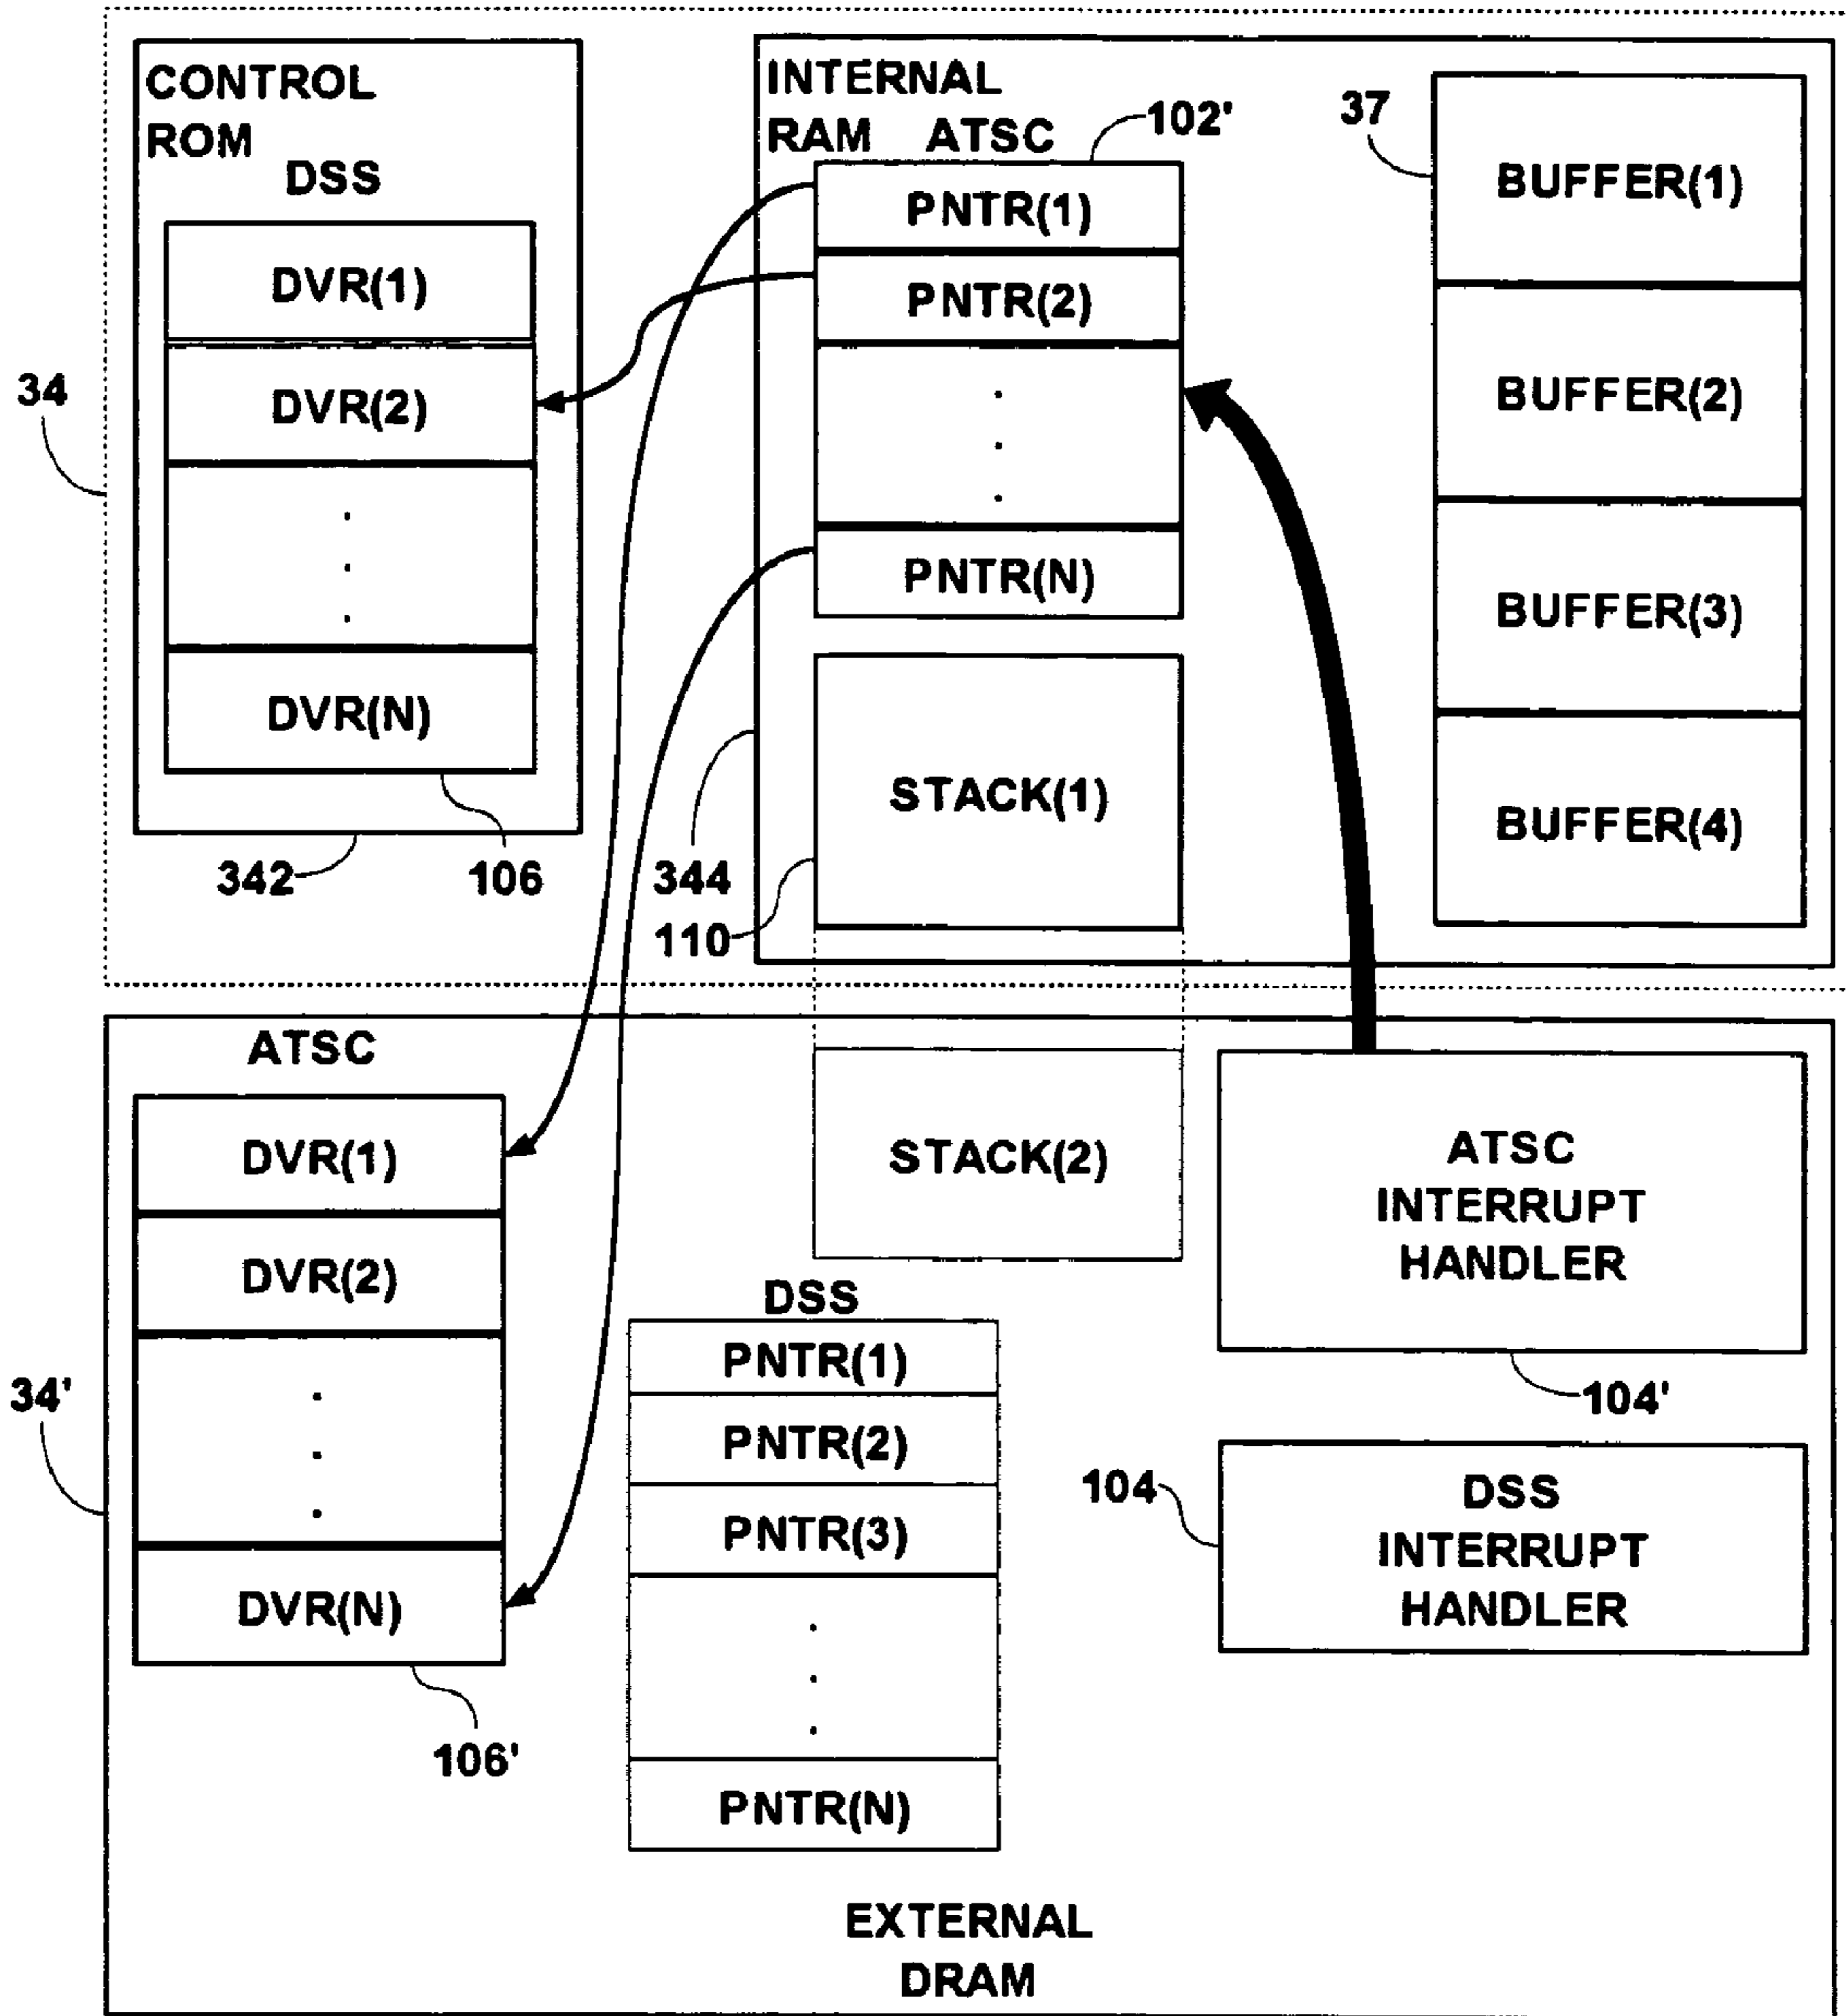 CONTROL
ROM
DSS
DVR(1)
DVR(2)
.
.
.
DVR(N)
34
342
106
INTERNAL
RAM ATSC
102'
PNTR(1)
PNTR(2)
.
.
.
PNTR(N)
STACK(1)
344
110
37
BUFFER(1)
BUFFER(2)
BUFFER(3)
BUFFER(4)
ATSC
DVR(1)
DVR(2)
.
.
.
DVR(N)
34'
106'
STACK(2)
DSS
PNTR(1)
PNTR(2)
PNTR(3)
.
.
.
PNTR(N)
ATSC
INTERRUPT
HANDLER
104'
104
DSS
INTERRUPT
HANDLER
EXTERNAL
DRAM